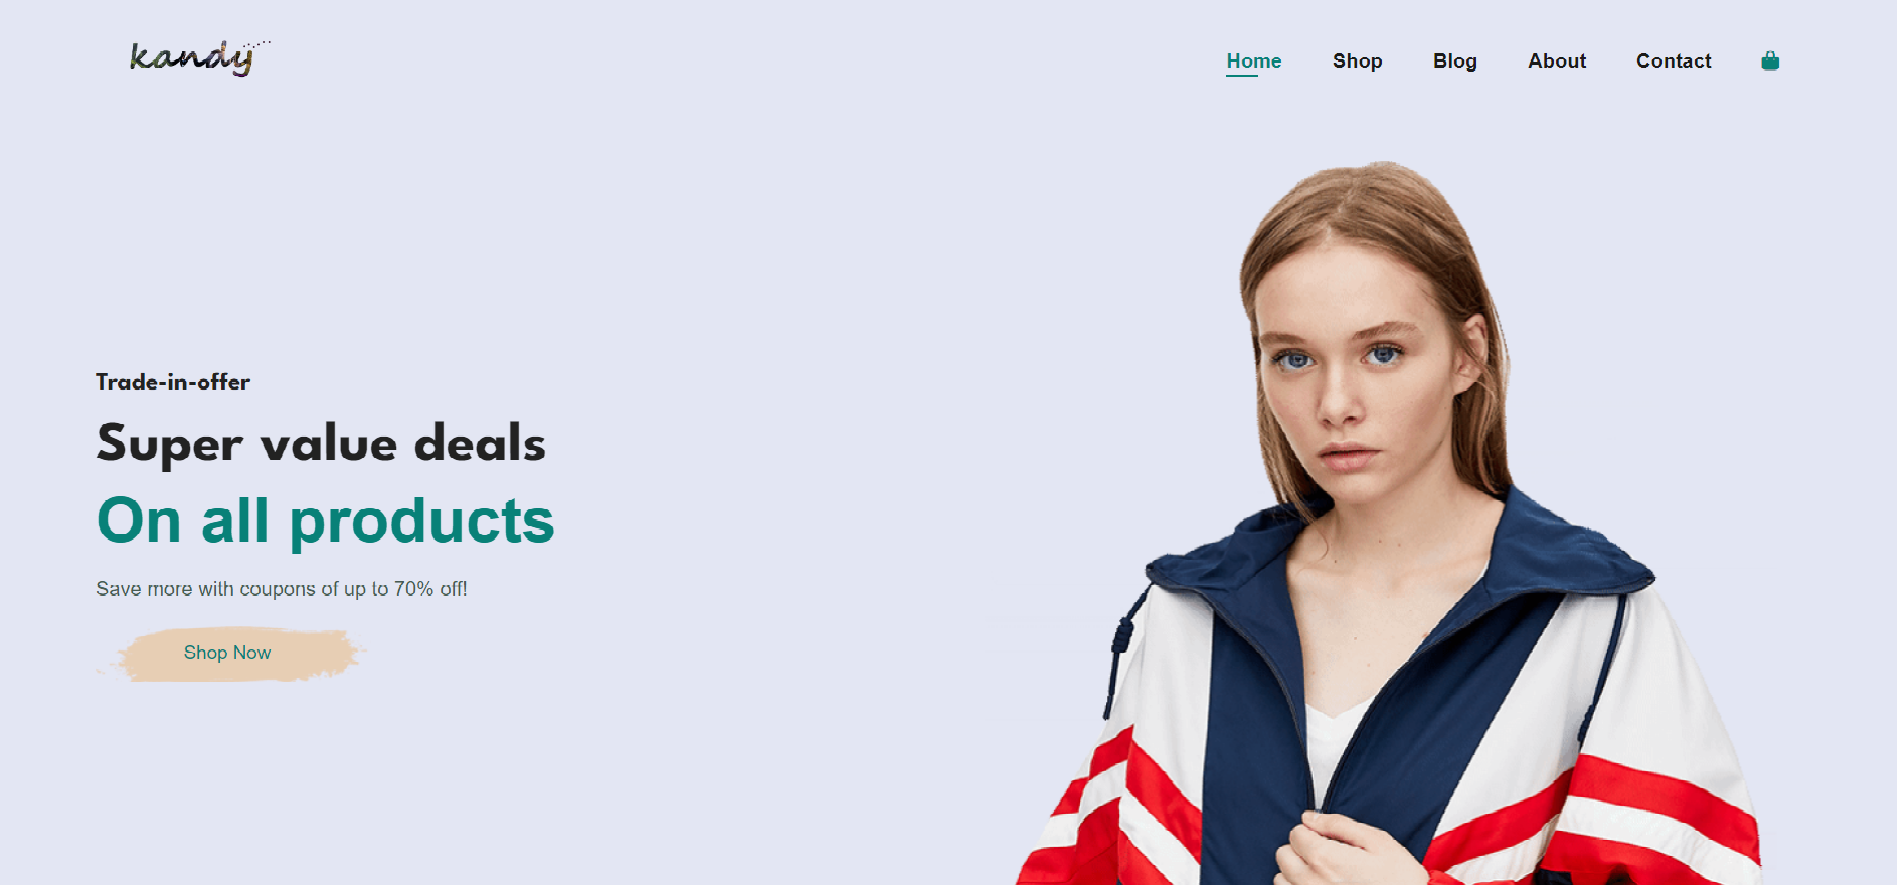 kandy
Home Shop Blog About Contact
Trade-in-offer
Super value deals
On all products
Save more with coupons of up to 70% off!
Shop Now